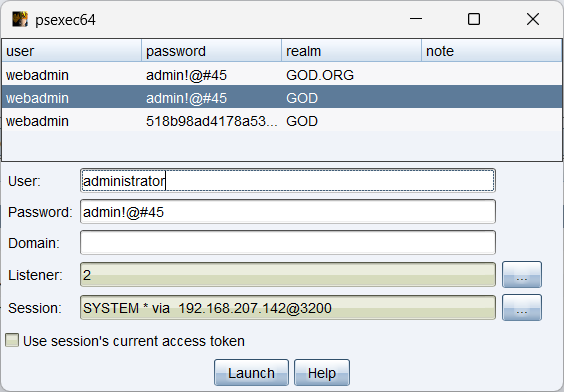 psexec64
user password realm note
webadmin admin!@#45 GOD.ORG
webadmin admin!@#45 GOD
webadmin 518b98ad4178a53... GOD
User: administrator
Password: admin!@#45
Domain:
Listener: 2 ...
Session: SYSTEM * via 192.168.207.142@3200 ...
Use session's current access token
Launch Help